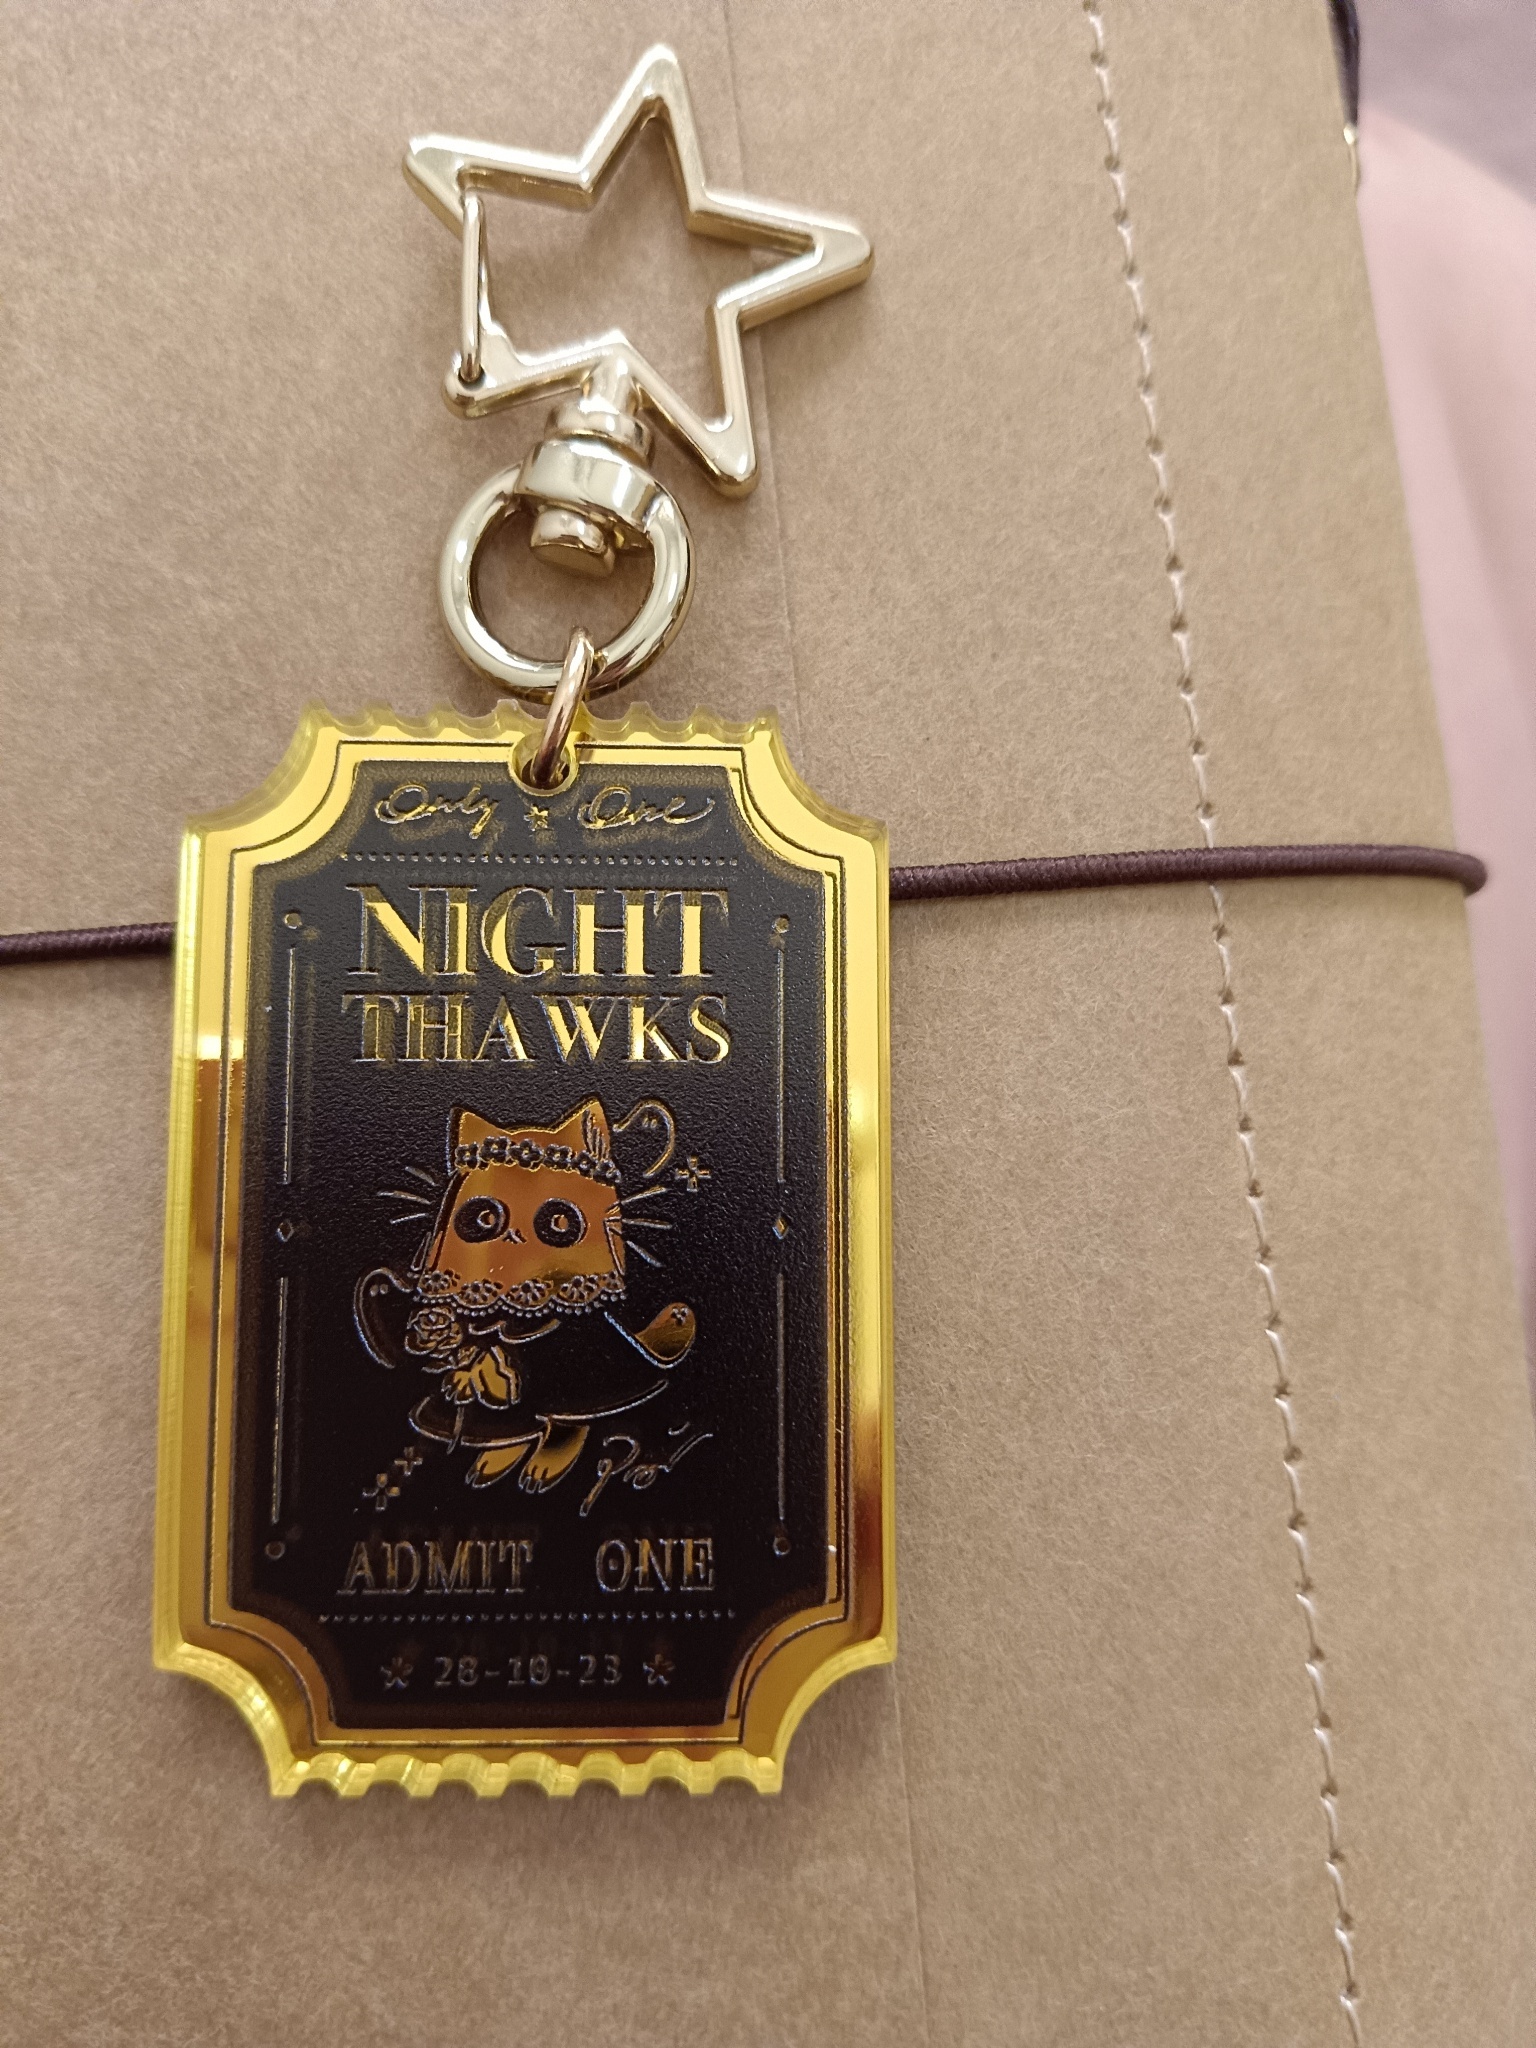 Only One
NIGHT
THAWKS
ADMIT ONE
28-10-23